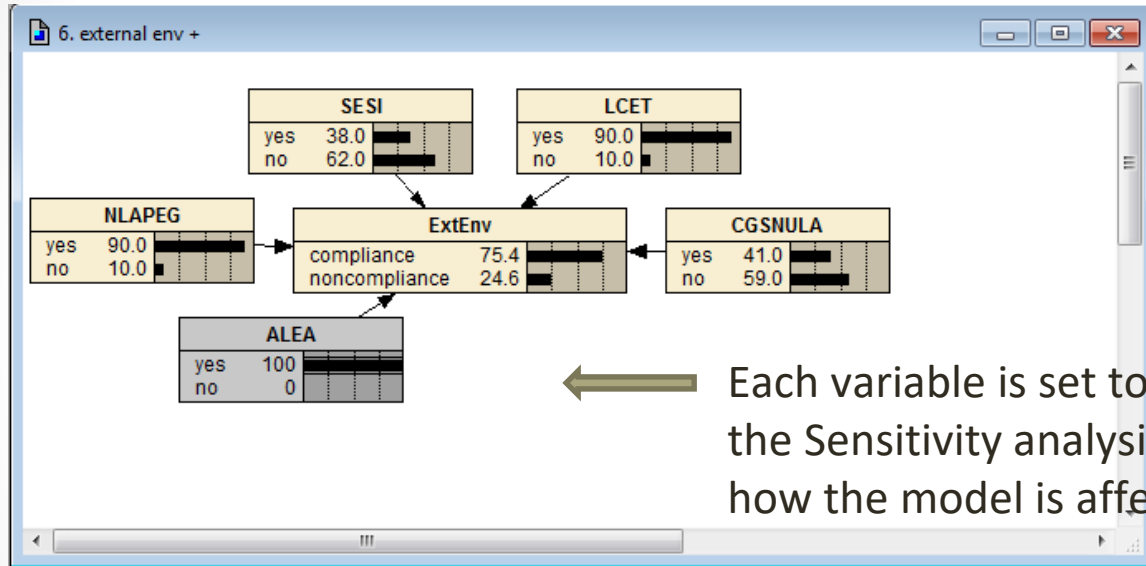 6. external env +
SESI
yes 38.0
no 62.0
LCET
yes 90.0
no 10.0
NLAPEG
yes 90.0
no 10.0
ExtEnv
compliance 75.4
noncompliance 24.6
CGSNULA
yes 41.0
no 59.0
ALEA
yes 100
no 0
Each variable is set to
the Sensitivity analysi
how the model is affe